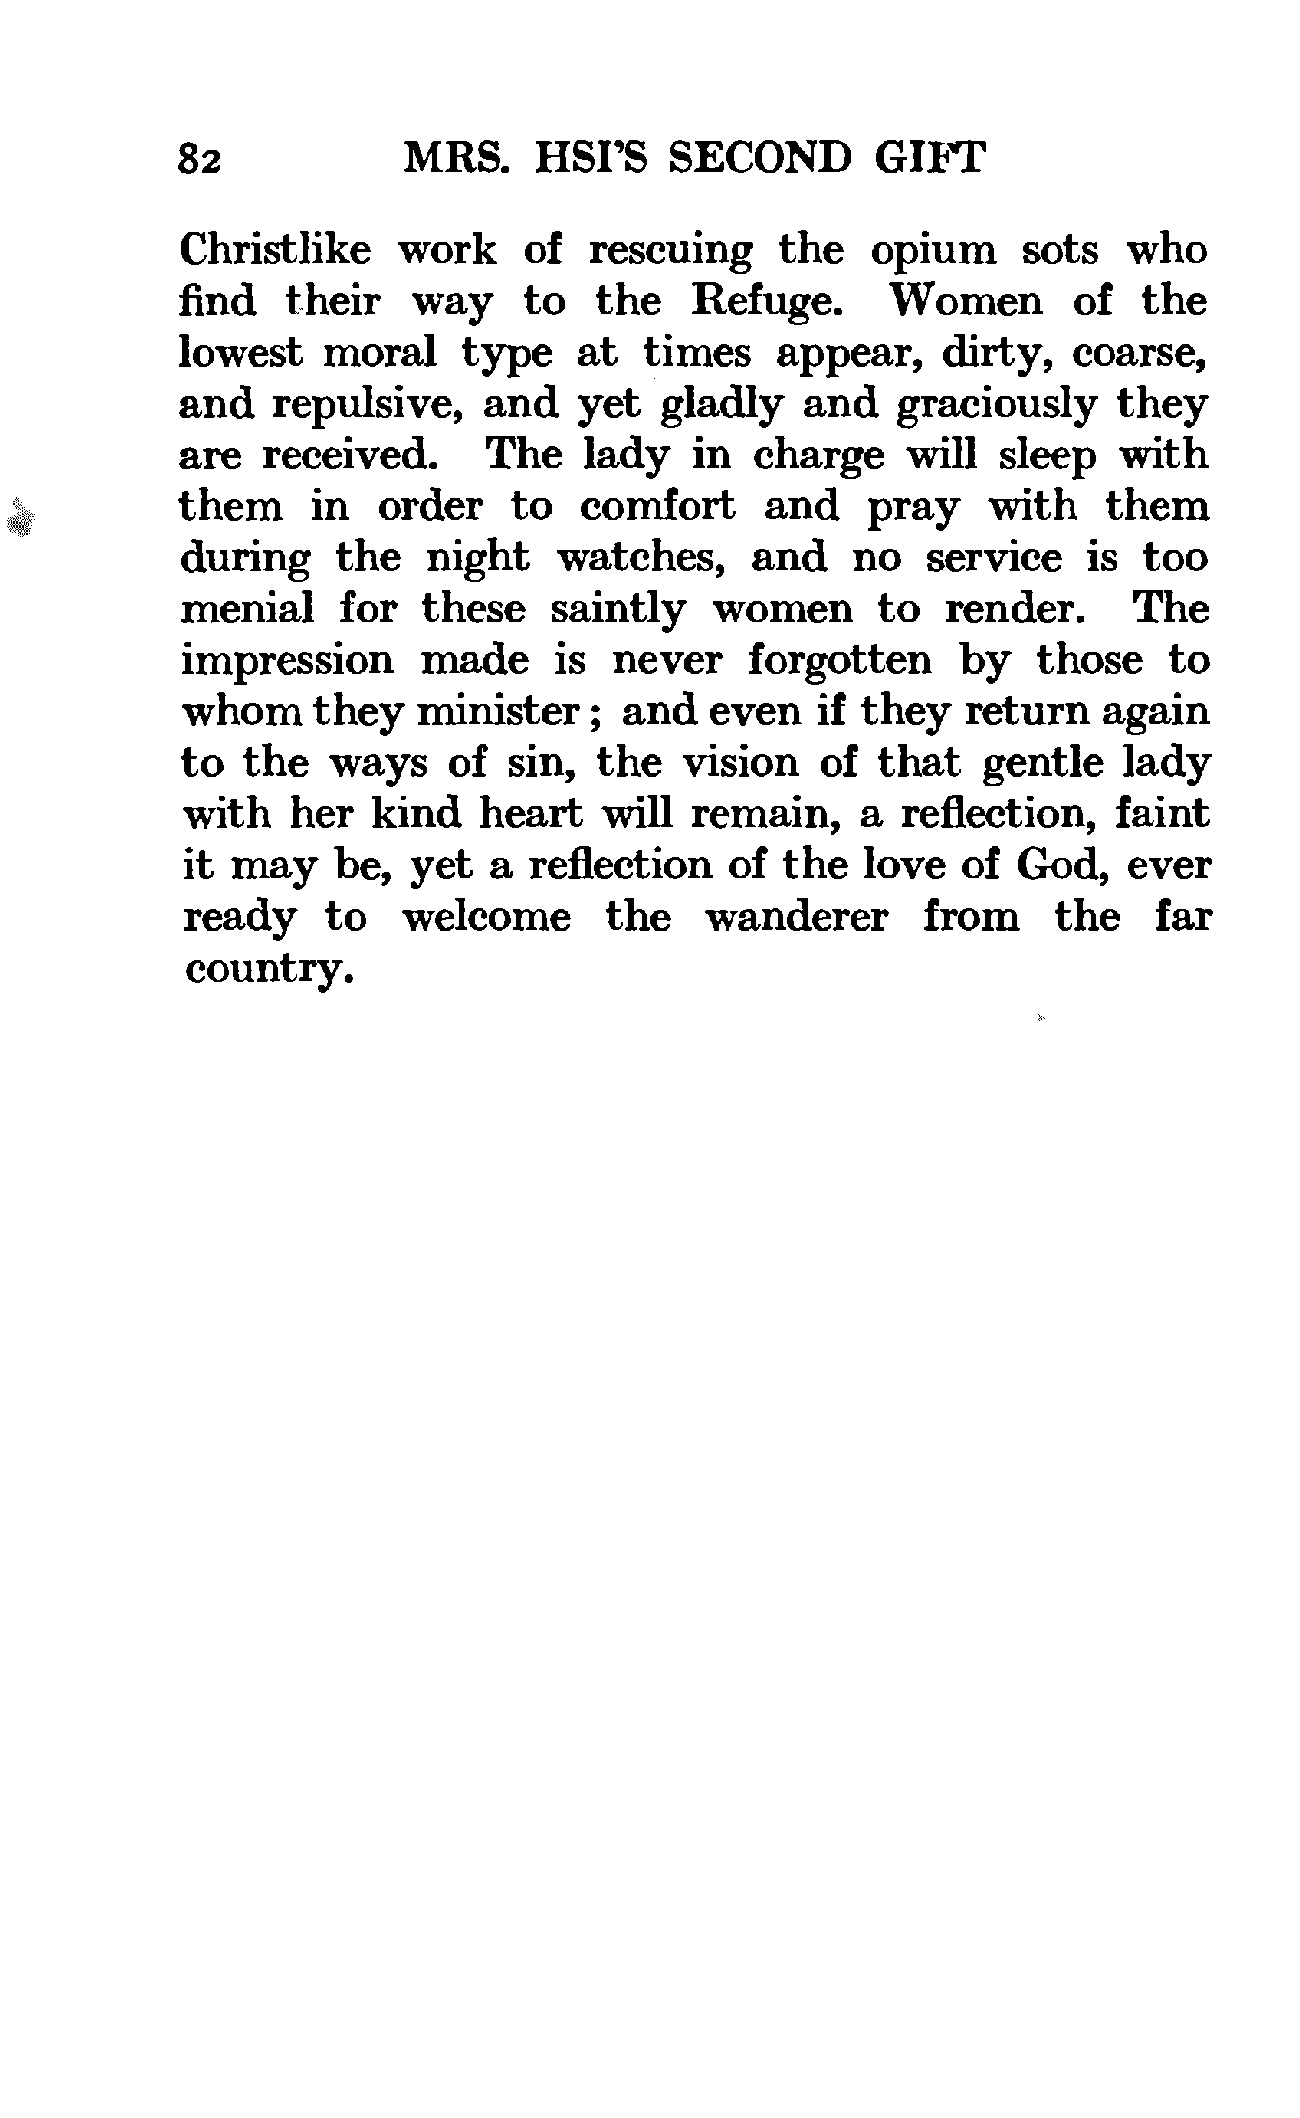 82 MRS. HSI'S SECOND GIFT
Christlike work of rescuing the opium sots who
find their way to the Refuge. Women of the
lowest moral type at times appear, dirty, coarse,
and repulsive, and yet gladly and graciously they
are received. The lady in charge will sleep with
them in order to comfort and pray with them
during the night watches, and no service is too
menial for these saintly women to render. The
impression made is never forgotten by those to
whom they minister ; and even if they return again
to the ways of sin, the vision of that gentle lady
with her kind heart will remain, a reflection, faint
it may be, yet a reflection of the love of God, ever
ready to welcome the wanderer from the far
country.